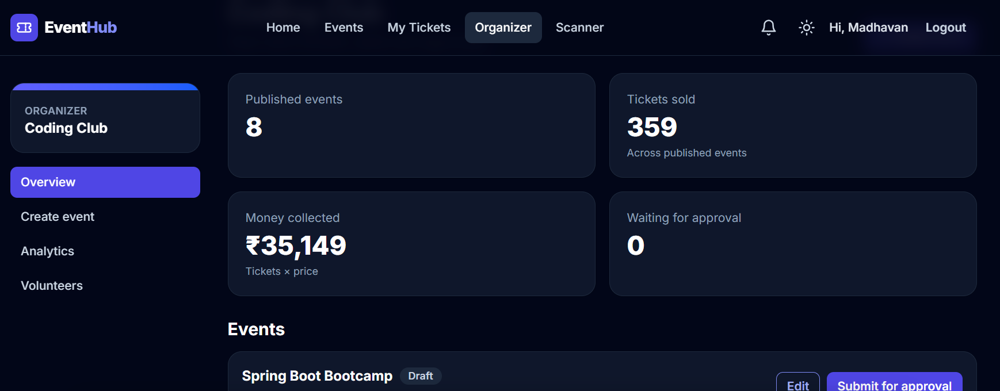 EventHub
Home Events My Tickets Organizer Scanner
Hi, Madhavan Logout
ORGANIZER
Coding Club
Overview
Create event
Analytics
Volunteers
Published events
8
Tickets sold
359
Across published events
Money collected
₹35,149
Tickets × price
Waiting for approval
0
Events
Spring Boot Bootcamp Draft
Edit Submit for approval